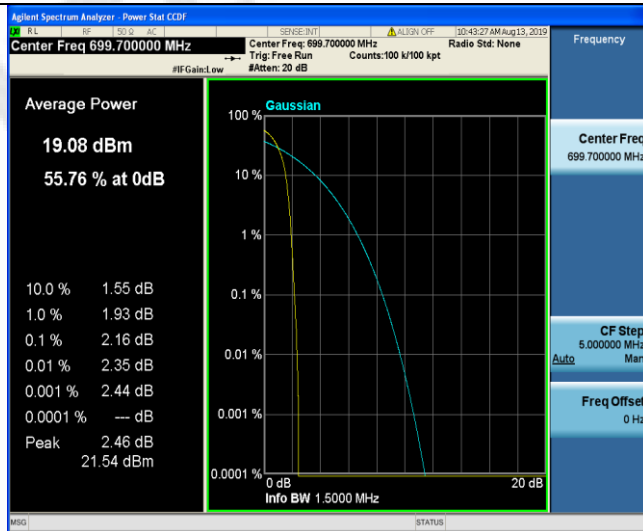 Agilent Spectrum Analyzer - Power Stat CCDF
RL RF 50 Ω AC SENSE:INT ALIGN OFF 10:43:27 AM Aug 13, 2019
Center Freq 699.700000 MHz
Center Freq: 699.700000 MHz Radio Std: None
Trig: Free Run Counts:100 k/100 kpt
#IFGain:Low #Atten: 20 dB
Frequency
Average Power
19.08 dBm
55.76 % at 0dB
10.0 % 1.55 dB
1.0 % 1.93 dB
0.1 % 2.16 dB
0.01 % 2.35 dB
0.001 % 2.44 dB
0.0001 % --- dB
Peak 2.46 dB
21.54 dBm
Gaussian
100 %
10 %
1 %
0.1 %
0.01 %
0.001 %
0.0001 %
0 dB 20 dB
Info BW 1.5000 MHz
Center Freq
699.700000 MHz
CF Step
5.000000 MHz
Auto Man
Freq Offset
0 Hz
MSG STATUS